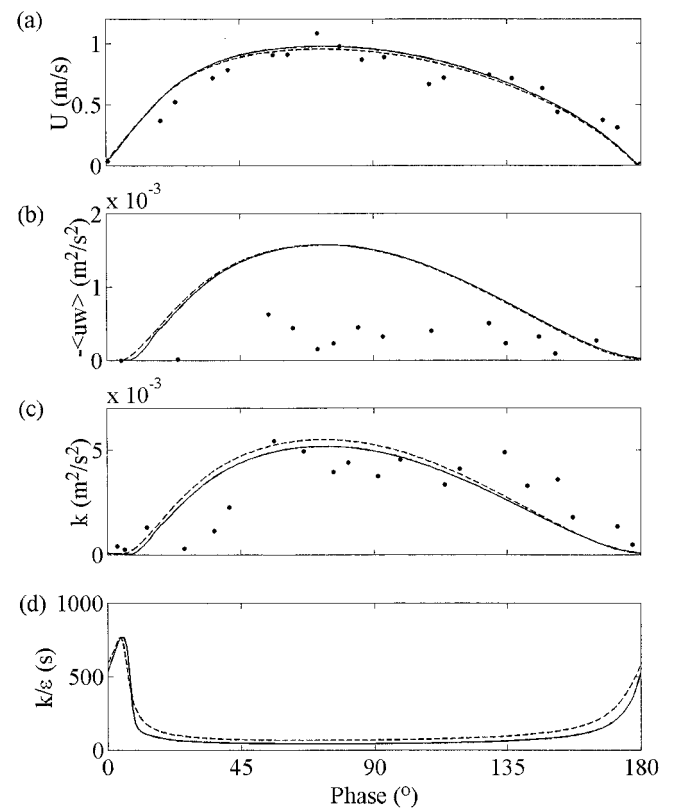 (a)
1
0.5
0
U (m/s)
x 10⁻³
(b)
2
1
0
-<uw> (m²/s²)
x 10⁻³
(c)
5
0
k (m²/s²)
(d)
1000
500
0
k/ε (s)
0 45 90 135 180
Phase (°)